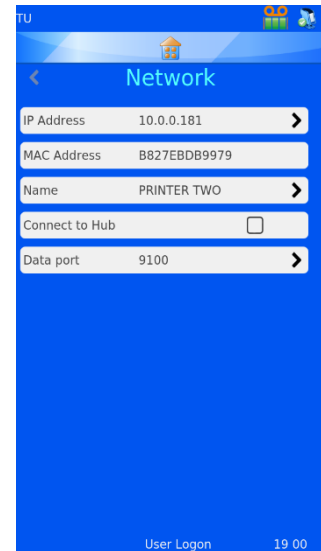 TU
Network
IP Address 10.0.0.181
MAC Address B827EBDB9979
Name PRINTER TWO
Connect to Hub
Data port 9100
User Logon 19 00